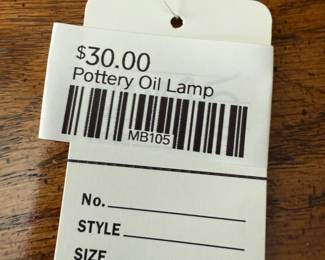 $30.00
Pottery Oil Lamp
MB105
No.
STYLE
SIZE